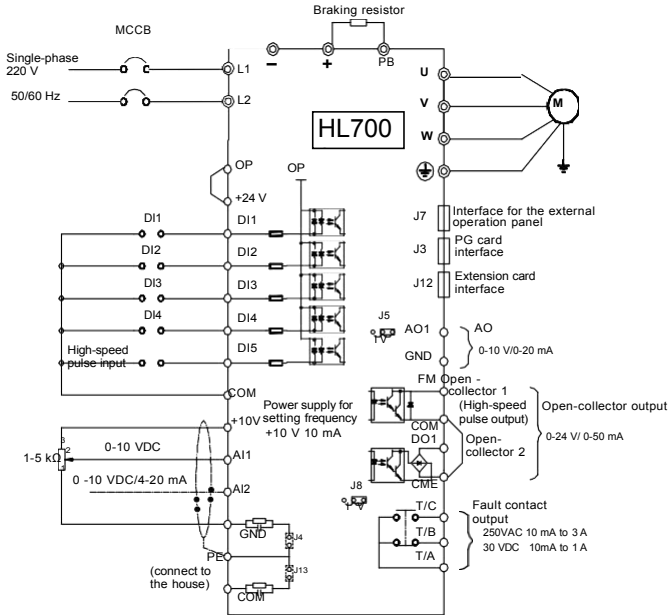 Braking resistor
MCCB
Single-phase
220 V
50/60 Hz
L1
L2
−
+
PB
HL700
U
V
W
M
OP
+24 V
OP
DI1
DI2
DI3
DI4
High-speed
pulse input
DI1
DI2
DI3
DI4
DI5
COM
J7
Interface for the external
operation panel
J3
PG card
interface
J12
Extension card
interface
J5
I V
AO1
AO
GND
0-10 V/0-20 mA
FM Open -
collector 1
(High-speed
pulse output)
COM
DO1
Open-
collector 2
CME
Open-collector output
0-24 V/ 0-50 mA
+10V
Power supply for
setting frequency
+10 V 10 mA
3
2
1
1-5 kΩ
0-10 VDC
AI1
0 -10 VDC/4-20 mA
AI2
J8
I V
GND
J4
PE
(connect to
the house)
J13
COM
T/C
T/B
T/A
Fault contact
output
250VAC 10 mA to 3 A
30 VDC 10mA to 1 A